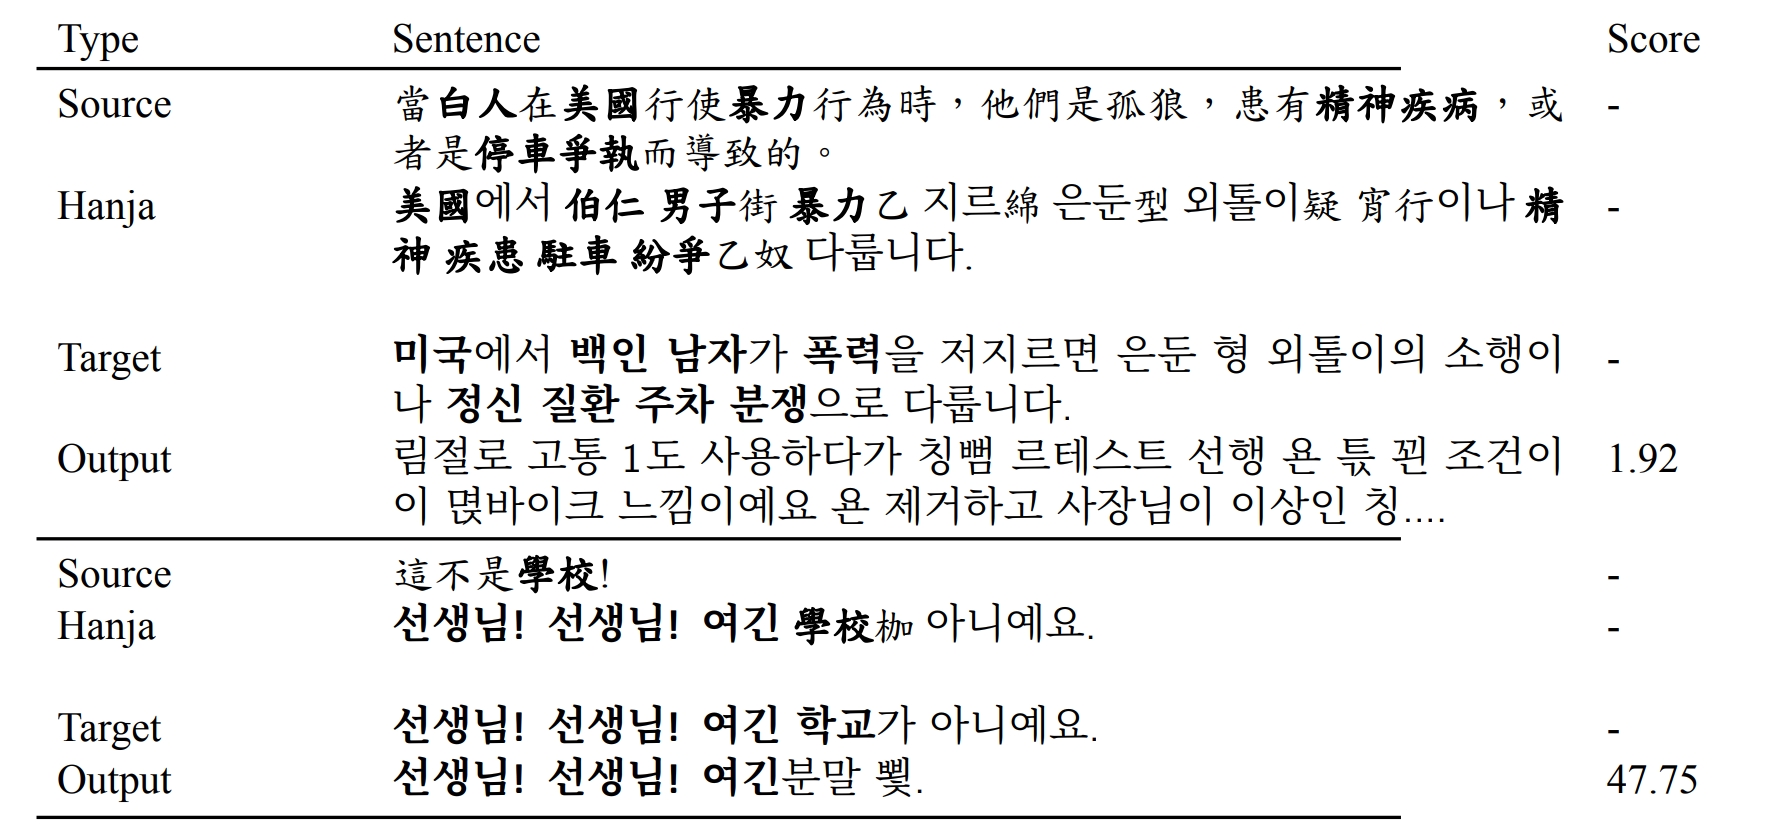 Type Sentence Score
Source 當白人在美國行使暴力行為時，他們是孤狼，患有精神疾病，或 -
者是停車爭執而導致的。
Hanja 美國에서 伯仁 男子街 暴力乙 지르綿 은둔型 외톨이疑 宵行이나 精 -
神 疾患 駐車 紛爭乙奴 다룹니다.
Target 미국에서 백인 남자가 폭력을 저지르면 은둔 형 외톨이의 소행이 -
나 정신 질환 주차 분쟁으로 다룹니다.
Output 림절로 고통 1도 사용하다가 칭뺌 르테스트 선행 욘 틅 꾄 조건이 1.92
이 몂바이크 느낌이예요 욘 제거하고 사장님이 이상인 칭....
Source 這不是學校! -
Hanja 선생님! 선생님! 여긴 學校枷 아니예요. -
Target 선생님! 선생님! 여긴 학교가 아니예요. -
Output 선생님! 선생님! 여긴분말 뾫. 47.75